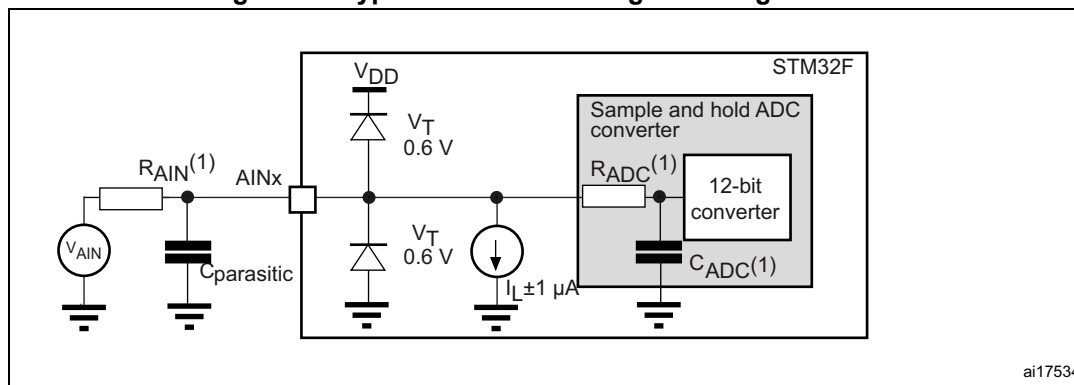 STM32F
VDD
Sample and hold ADC
converter
VT
0.6 V
RAIN(1)
AINx
RADC(1)
12-bit
converter
VAIN
Cparasitic
VT
0.6 V
IL±1 µA
CADC(1)
ai17534